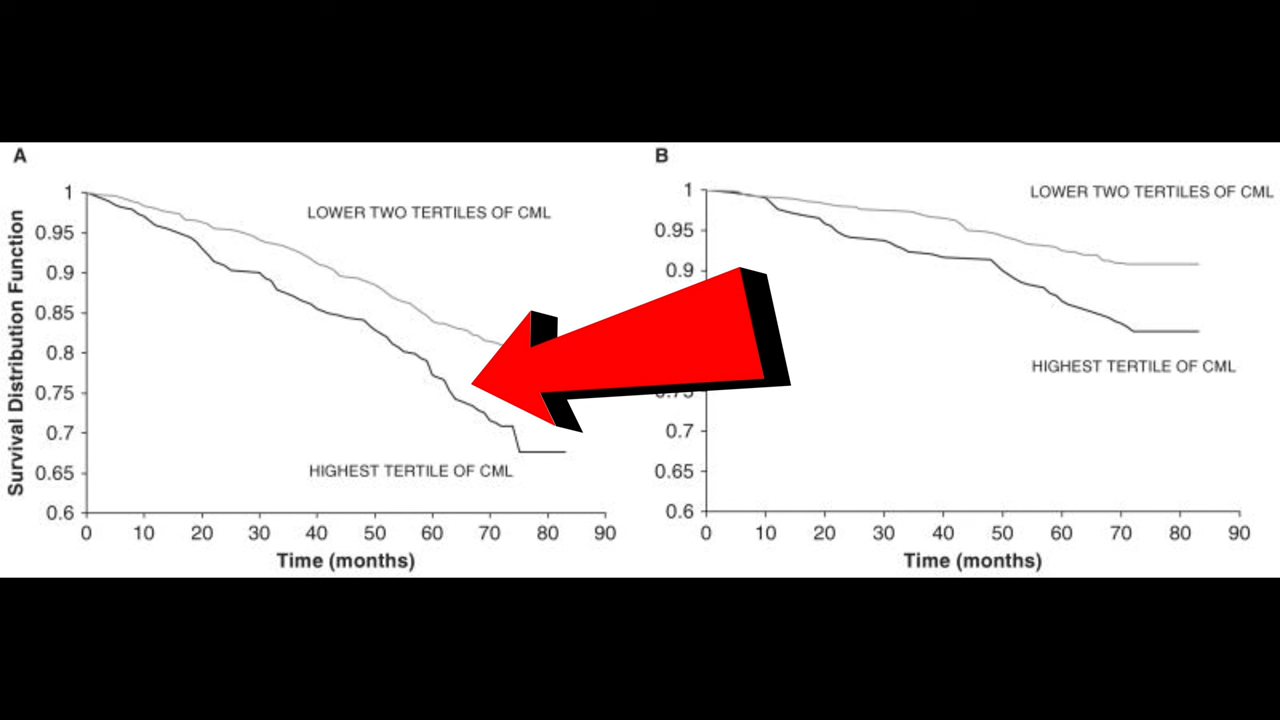 A
Survival Distribution Function
1
0.95
0.9
0.85
0.8
0.75
0.7
0.65
0.6
LOWER TWO TERTILES OF CML
HIGHEST TERTILE OF CML
0 10 20 30 40 50 60 70 80 90
Time (months)
B
1
0.95
0.9
0.7
0.65
0.6
LOWER TWO TERTILES OF CML
HIGHEST TERTILE OF CML
0 10 20 30 40 50 60 70 80 90
Time (months)